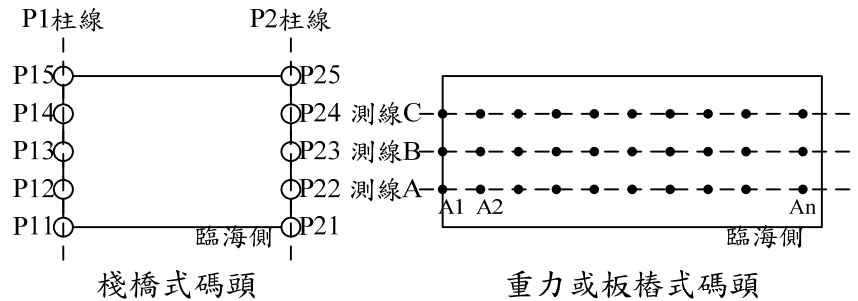 P1柱線 P2柱線
P15 P25
P14 P24 測線C
P13 P23 測線B
P12 P22 測線A
A1 A2 An
P11 臨海側 P21 臨海側
棧橋式碼頭 重力或板樁式碼頭